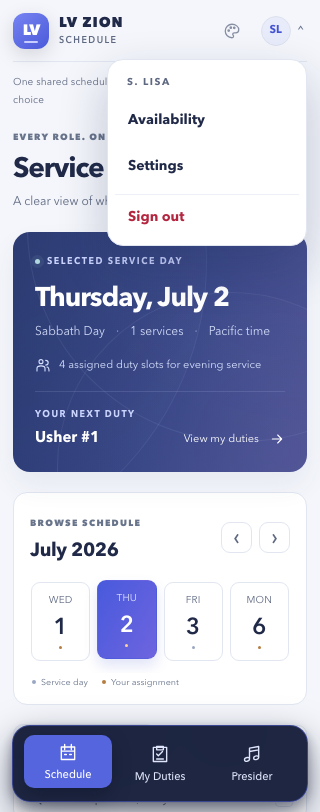 LV
LV ZION
SCHEDULE
SL
One shared schedul
choice
S. LISA
Availability
Settings
Sign out
EVERY ROLE. ON
Service
A clear view of wh
SELECTED SERVICE DAY
Thursday, July 2
Sabbath Day · 1 services · Pacific time
4 assigned duty slots for evening service
YOUR NEXT DUTY
Usher #1
View my duties →
BROWSE SCHEDULE
July 2026
WED THU FRI MON
1 2 3 6
Service day Your assignment
Schedule My Duties Presider